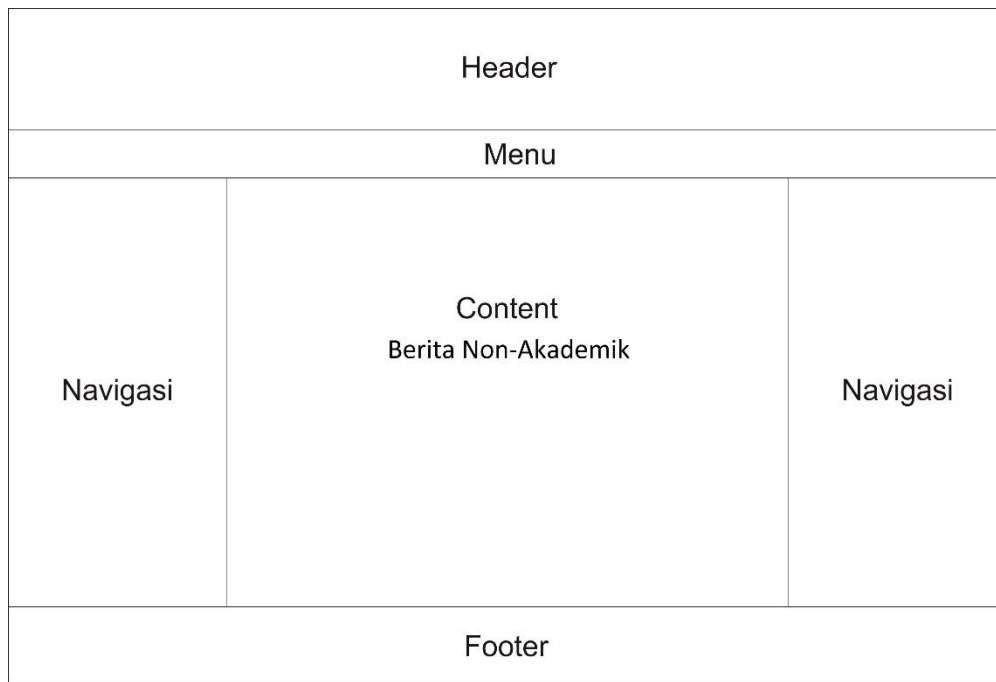 Header
Menu
Content
Berita Non-Akademik
Navigasi
Navigasi
Footer